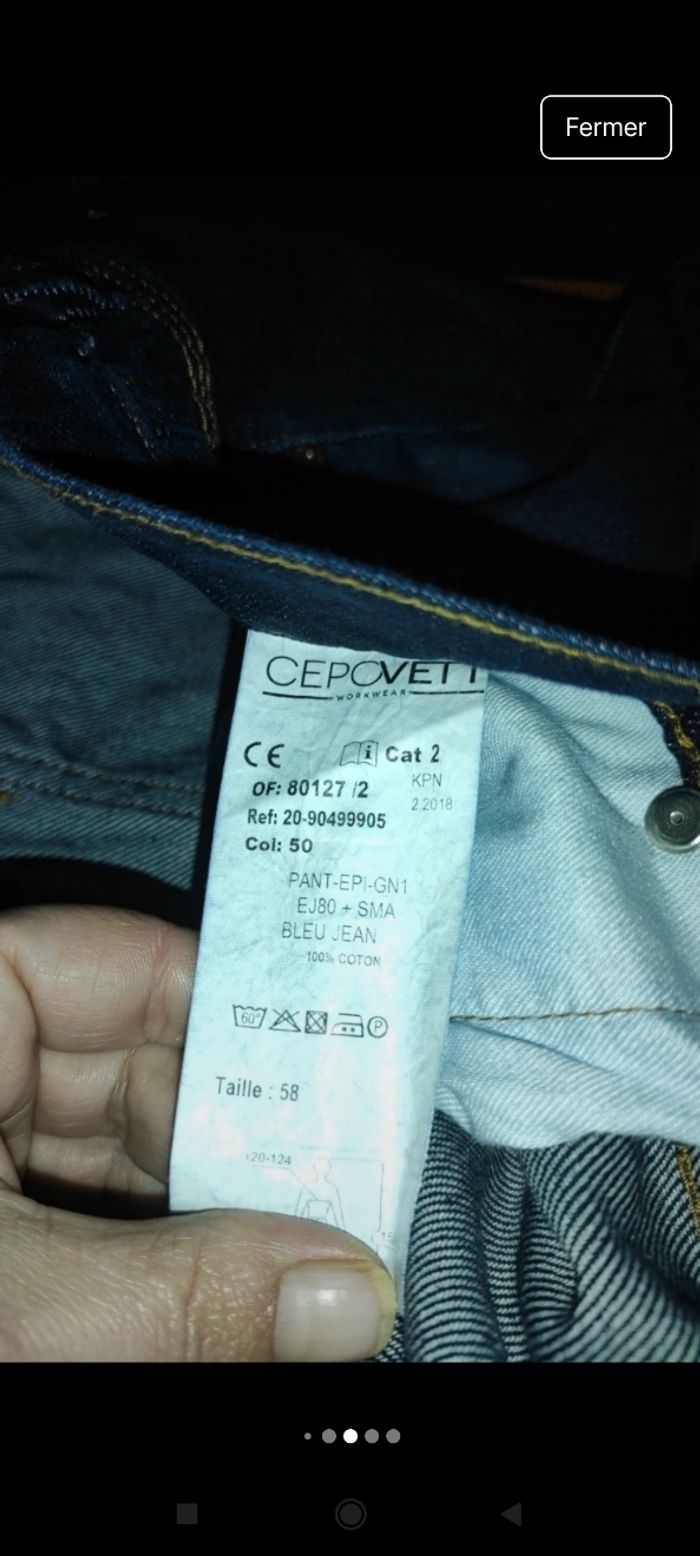 Fermer
CEPOVETT
WORKWEAR
CE i Cat 2
OF: 80127 /2 KPN
2.2018
Ref: 20-90499905
Col: 50
PANT-EPI-GN1
EJ80 + SMA
BLEU JEAN
100% COTON
60° P
Taille : 58
120-124